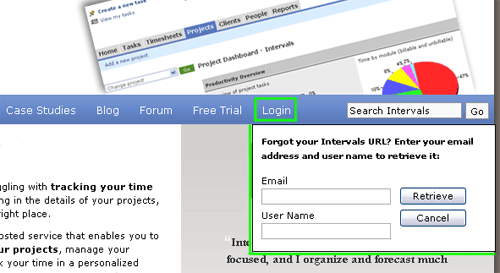 Create a new task
View my tasks
Home Tasks Timesheets Projects Clients People Reports
Add a new project
Change project Go Project Dashboard - Intervals
Productivity Overview
Time by module (billable and unbillable)
Case Studies Blog Forum Free Trial Login Search Intervals Go
Forgot your Intervals URL? Enter your email
address and user name to retrieve it:
Email
Retrieve
User Name
Cancel
ggling with tracking your time
ng in the details of your projects,
right place.
osted service that enables you to
ur projects, manage your
k your time in a personalized
"Inte
focused, and I organize and forecast much